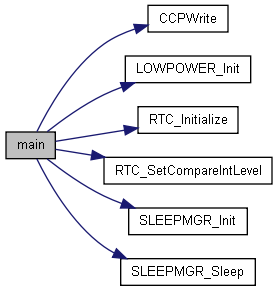 CCPWrite
LOWPOWER_Init
RTC_Initialize
main
RTC_SetCompareIntLevel
SLEEPMGR_Init
SLEEPMGR_Sleep